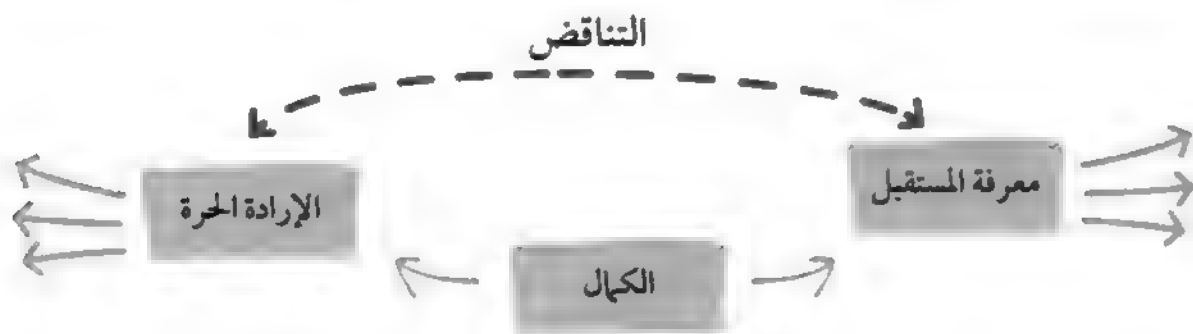 التناقض
معرفة المستقبل
الإرادة الحرة
الكمال